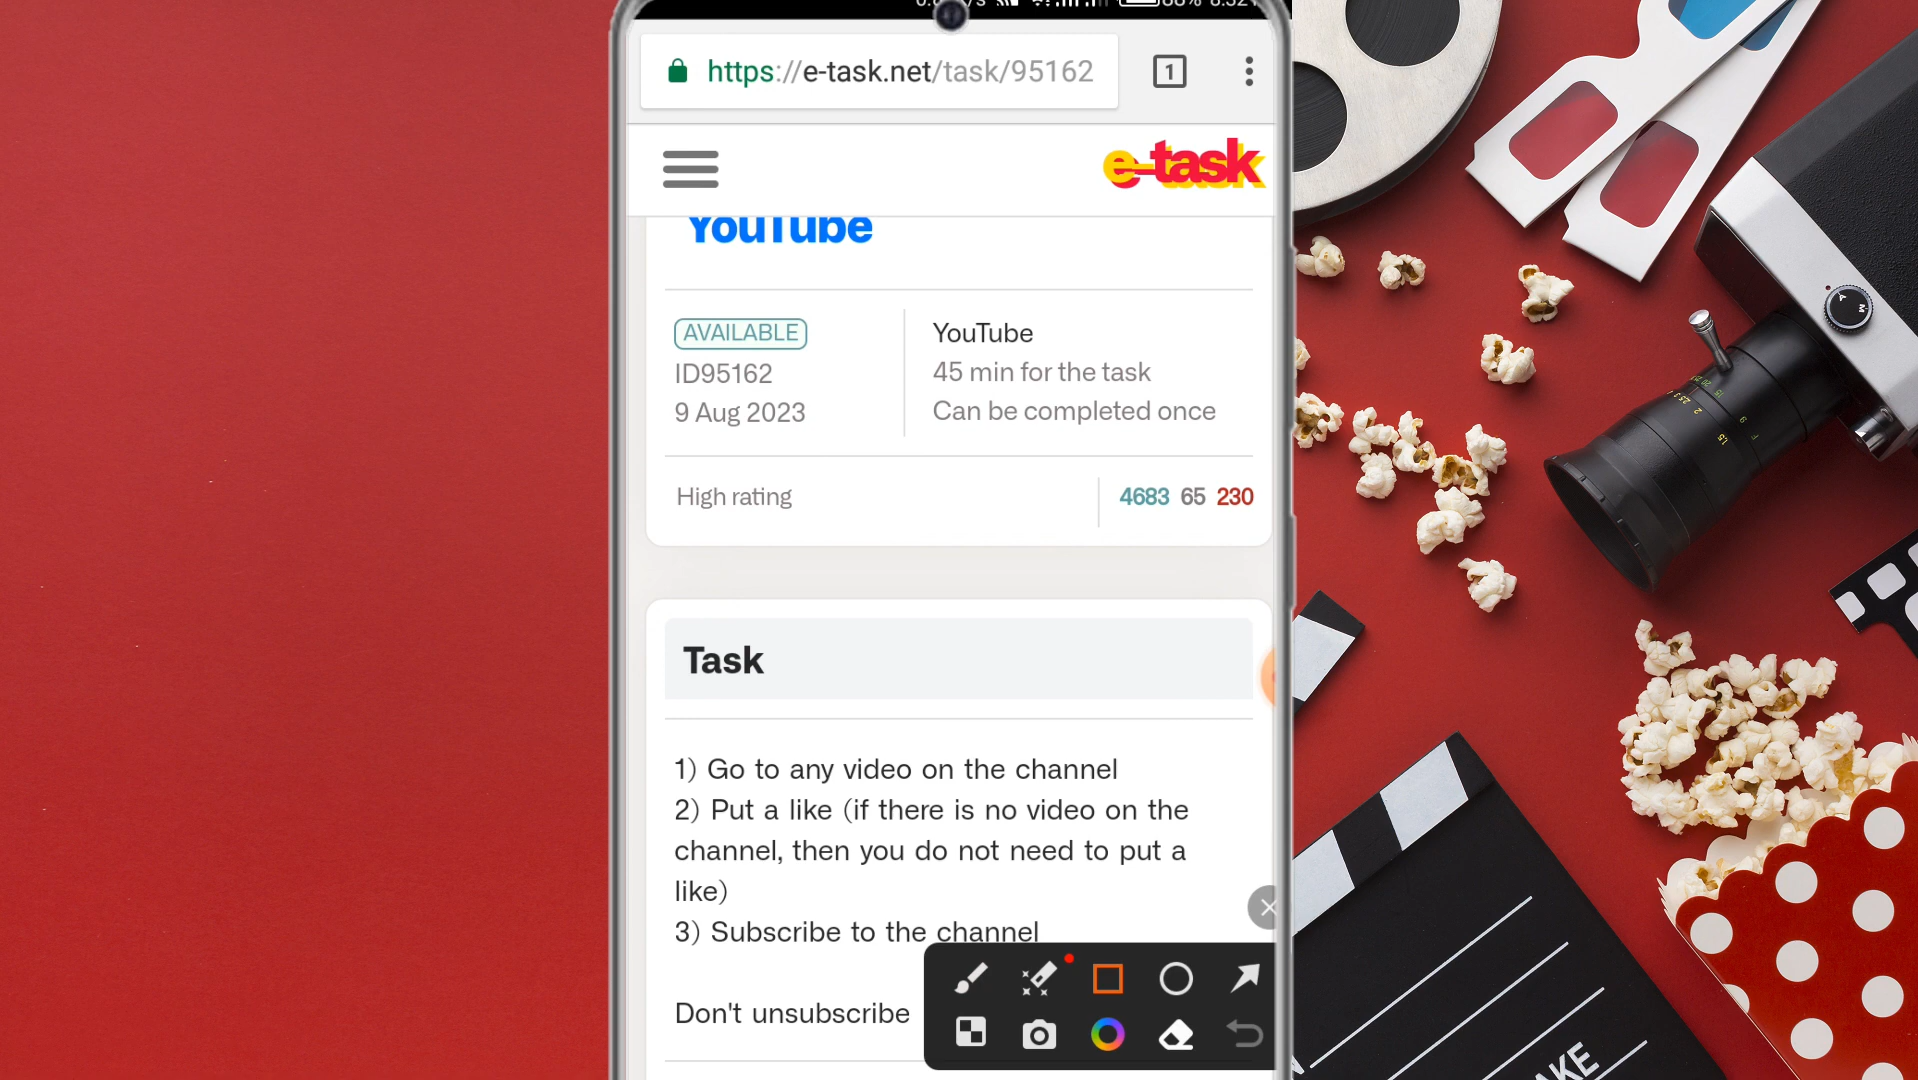 https://e-task.net/task/95162
1
e-task
YouTube
AVAILABLE
ID95162
9 Aug 2023
YouTube
45 min for the task
Can be completed once
High rating
4683 65 230
Task
1) Go to any video on the channel
2) Put a like (if there is no video on the
channel, then you do not need to put a
like)
3) Subscribe to the channel
Don't unsubscribe